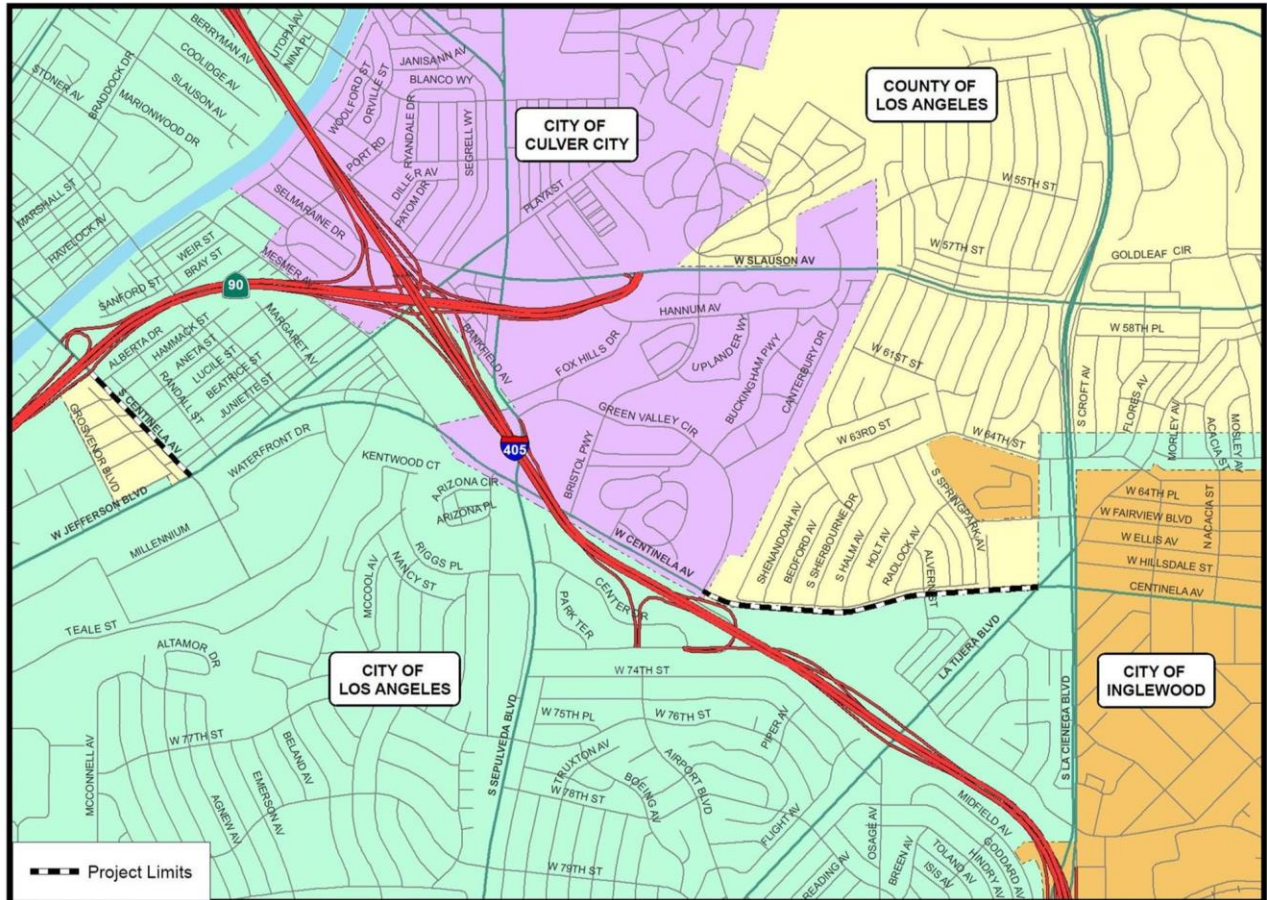 BERRYMAN AV
UTOPIA AV
NINA PL
COOLIDGE AV
SLAUSON AV
STONER AV
BRADDOCK DR
MARIONWOOD DR
JANISANN AV
BLANCO WY
WOOLFORD ST
ORVILLE ST
PORT RD
RYANDALE DR
DILLER AV
PATOM DR
SEGRELL WY
SELMARAINE DR
PLAYA ST
CITY OF
CULVER CITY
COUNTY OF
LOS ANGELES
W 55TH ST
W 57TH ST
GOLDLEAF CIR
W SLAUSON AV
MARSHALL ST
HAVELOCK AV
WEIR ST
BRAY ST
MESMER AV
SANFORD ST
90
MARGARET AV
ALBERTA DR
HAMMACK ST
ANETA ST
LUCILE ST
RANDALL ST
BEATRICE ST
JUNIETTE ST
S CENTINELA AV
GROSVENOR BLVD
W JEFFERSON BLVD
WATERFRONT DR
MILLENNIUM
BANKFIELD AV
HANNUM AV
FOX HILLS DR
UPLANDER WY
BUCKINGHAM PWY
CANTERBURY DR
GREEN VALLEY CIR
BRISTOL PWY
405
W 58TH PL
W 61ST ST
S CROFT AV
FLORES AV
MORLEY AV
ACACIA ST
MOSLEY AV
W 63RD ST
W 64TH ST
S SPRINGPARK AV
W 64TH PL
W FAIRVIEW BLVD
N ACACIA ST
W ELLIS AV
W HILLSDALE ST
CENTINELA AV
KENTWOOD CT
ARIZONA CIR
ARIZONA PL
RIGGS PL
NANCY ST
MCCOOL AV
W CENTINELA AV
SHENANDOAH AV
BEDFORD AV
S SHERBOURNE DR
S HALM AV
HOLT AV
RADLOCK AV
ALVERN ST
CENTER DR
PARK TER
LA TIJERA BLVD
TEALE ST
ALTAMOR DR
CITY OF
LOS ANGELES
CITY OF
INGLEWOOD
W 74TH ST
W 75TH PL
W 76TH ST
PIPER AV
TRUXTON AV
W 77TH ST
W 78TH ST
BOEING AV
AIRPORT BLVD
FLIGHT AV
W 79TH ST
MCCONNELL AV
BELAND AV
EMERSON AV
AGNEW AV
S SEPULVEDA BLVD
S LA CIENEGA BLVD
MIDFIELD AV
OSAGE AV
READING AV
BREEN AV
TOLAND AV
ISIS AV
HINDRY AV
GODDARD AV
Project Limits